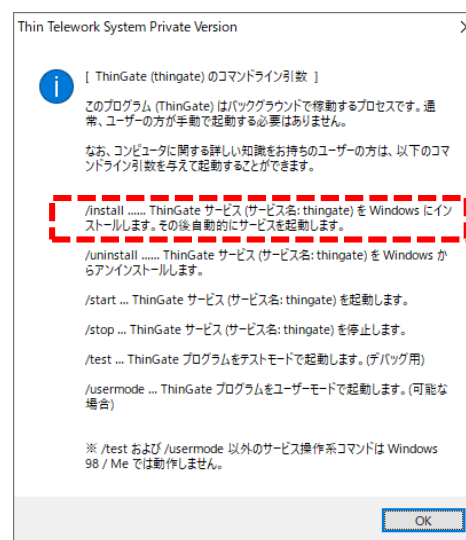 Thin Telework System Private Version
[ ThinGate (thingate) のコマンドライン引数 ]
このプログラム (ThinGate) はバックグラウンドで稼動するプロセスです。通
常、ユーザーの方が手動で起動する必要はありません。
なお、コンピュータに関する詳しい知識をお持ちのユーザーの方は、以下のコマ
ンドライン引数を与えて起動することができます。
/install ...... ThinGate サービス (サービス名: thingate) を Windows にイン
ストールします。その後自動的にサービスを起動します。
/uninstall ...... ThinGate サービス (サービス名: thingate) を Windows か
らアンインストールします。
/start ... ThinGate サービス (サービス名: thingate) を起動します。
/stop ... ThinGate サービス (サービス名: thingate) を停止します。
/test ... ThinGate プログラムをテストモードで起動します。(デバッグ用)
/usermode ... ThinGate プログラムをユーザーモードで起動します。(可能な
場合)
※ /test および /usermode 以外のサービス操作系コマンドは Windows
98 / Me では動作しません。
OK